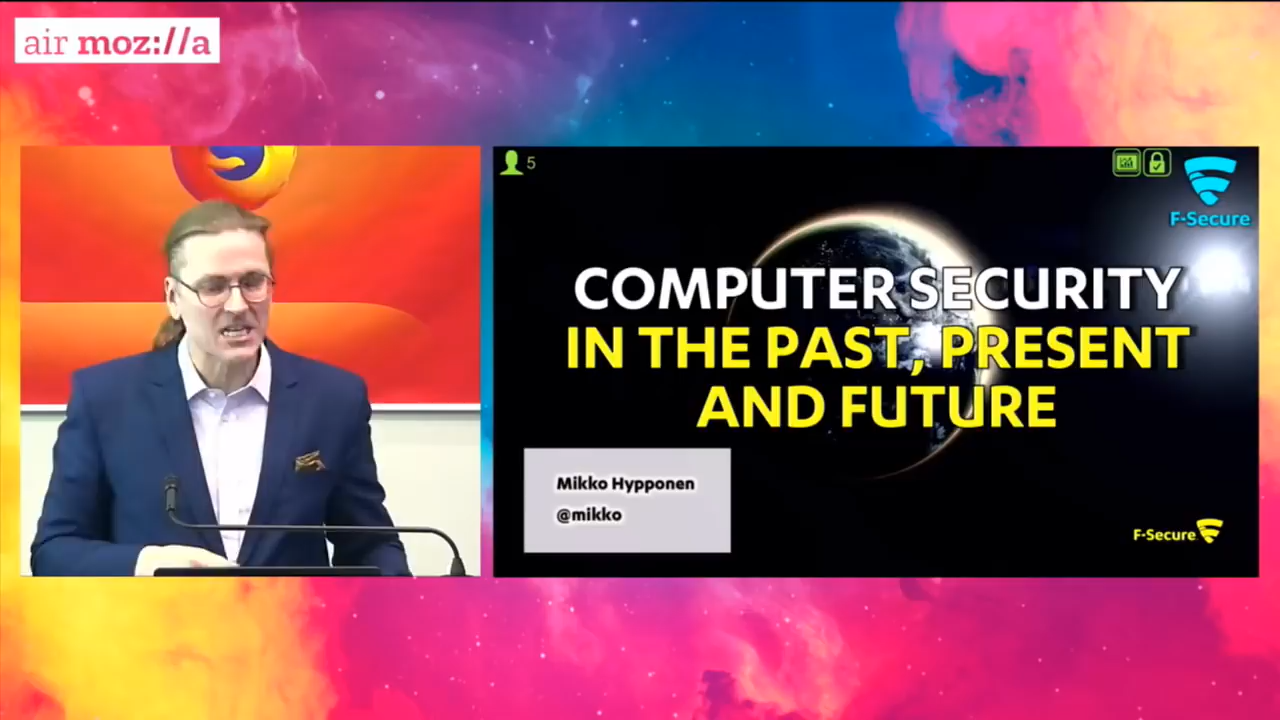 air moz://a
5
F-Secure
COMPUTER SECURITY
IN THE PAST, PRESENT
AND FUTURE
Mikko Hypponen
@mikko
F-Secure